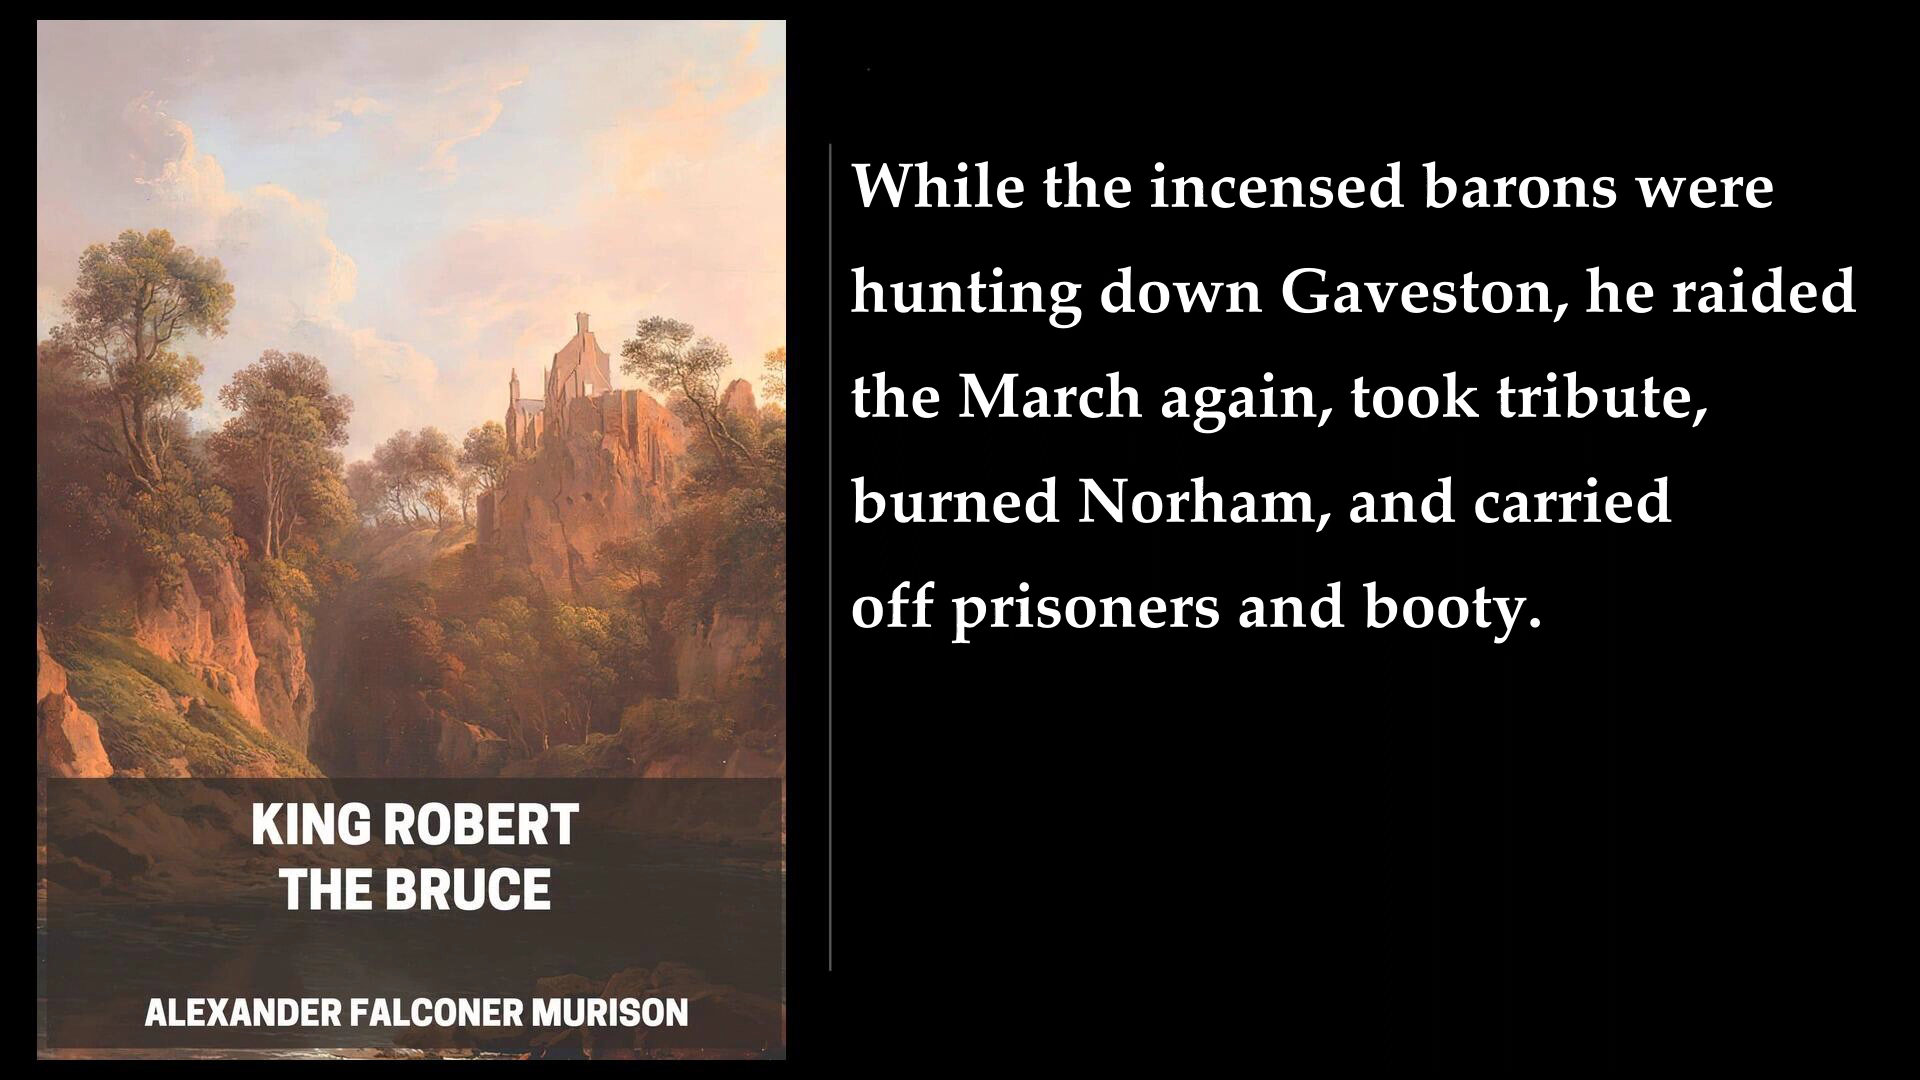 KING ROBERT
THE BRUCE
ALEXANDER FALCONER MURISON
While the incensed barons were
hunting down Gaveston, he raided
the March again, took tribute,
burned Norham, and carried
off prisoners and booty.